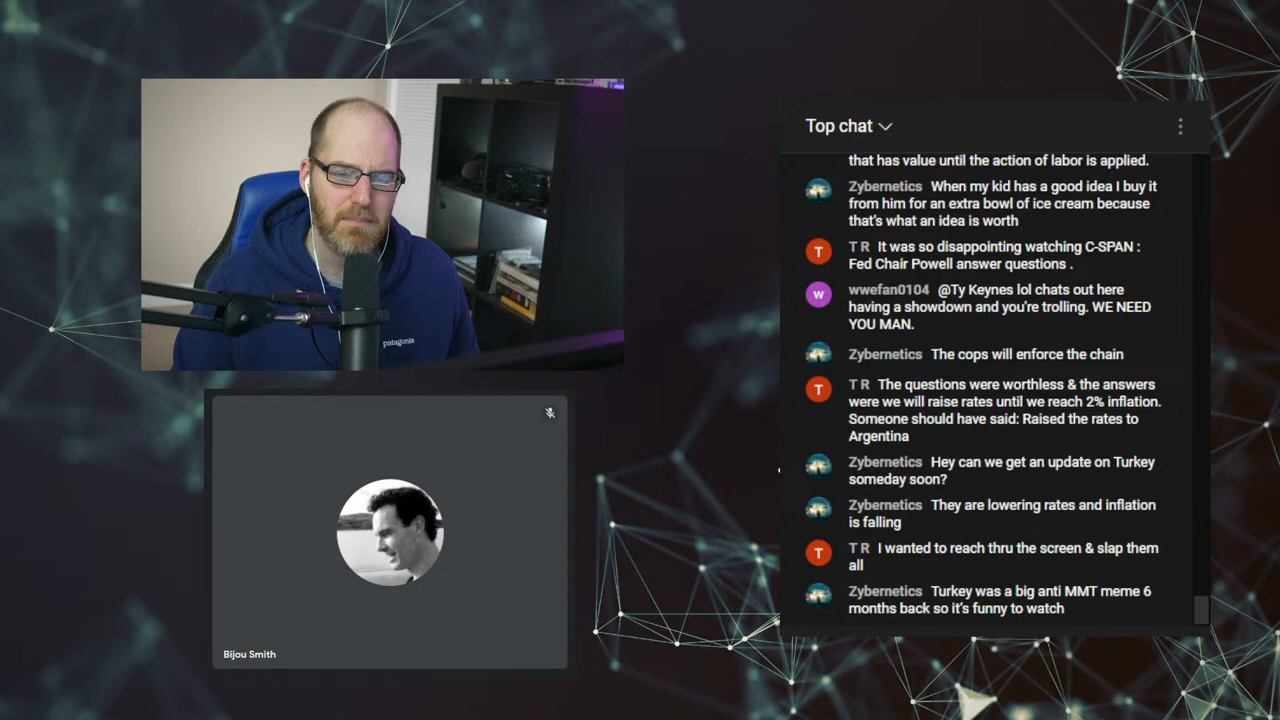 Top chat
that has value until the action of labor is applied.
Zybernetics When my kid has a good idea I buy it
from him for an extra bowl of ice cream because
that's what an idea is worth
T
T R It was so disappointing watching C-SPAN :
Fed Chair Powell answer questions .
w
wwefan0104 @Ty Keynes lol chats out here
having a showdown and you're trolling. WE NEED
YOU MAN.
Zybernetics The cops will enforce the chain
T
T R The questions were worthless & the answers
were we will raise rates until we reach 2% inflation.
Someone should have said: Raised the rates to
Argentina
Zybernetics Hey can we get an update on Turkey
someday soon?
Zybernetics They are lowering rates and inflation
is falling
T
T R I wanted to reach thru the screen & slap them
all
Zybernetics Turkey was a big anti MMT meme 6
months back so it's funny to watch
patagonia
Bijou Smith